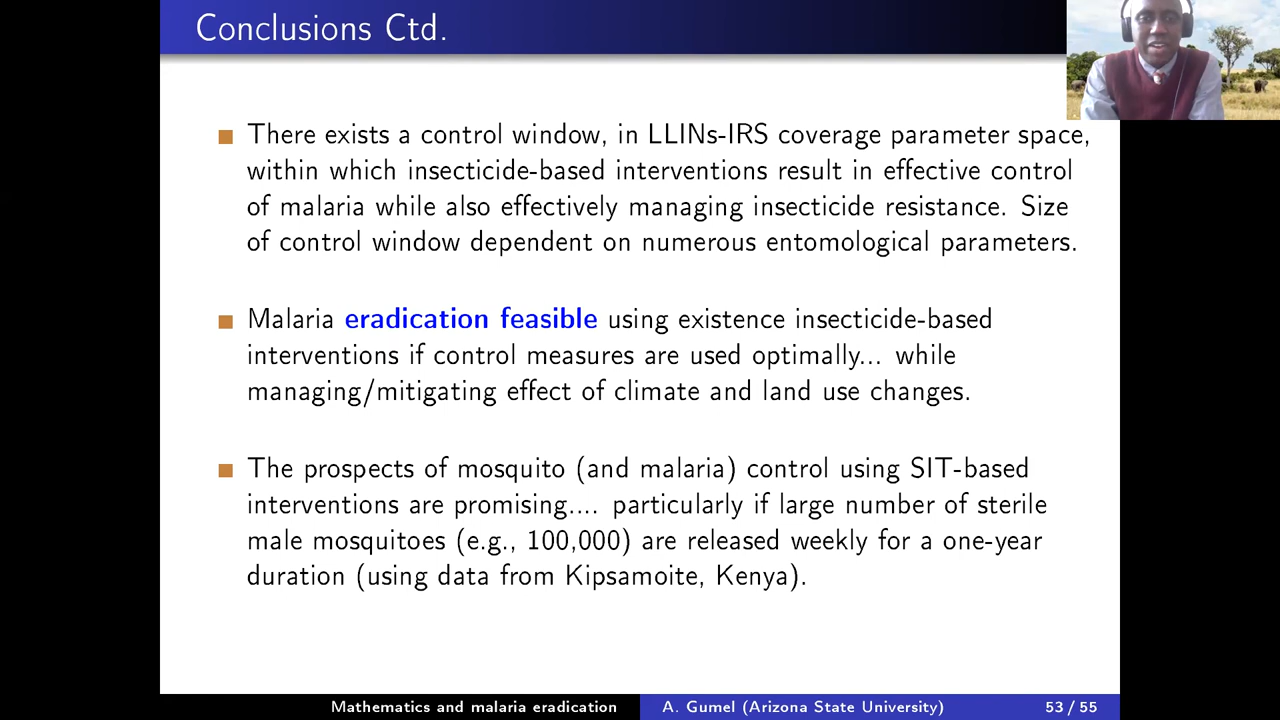 Conclusions Ctd.
There exists a control window, in LLINs-IRS coverage parameter space,
within which insecticide-based interventions result in effective control
of malaria while also effectively managing insecticide resistance. Size
of control window dependent on numerous entomological parameters.
Malaria eradication feasible using existence insecticide-based
interventions if control measures are used optimally... while
managing/mitigating effect of climate and land use changes.
The prospects of mosquito (and malaria) control using SIT-based
interventions are promising.... particularly if large number of sterile
male mosquitoes (e.g., 100,000) are released weekly for a one-year
duration (using data from Kipsamoite, Kenya).
Mathematics and malaria eradication A. Gumel (Arizona State University) 53 / 55